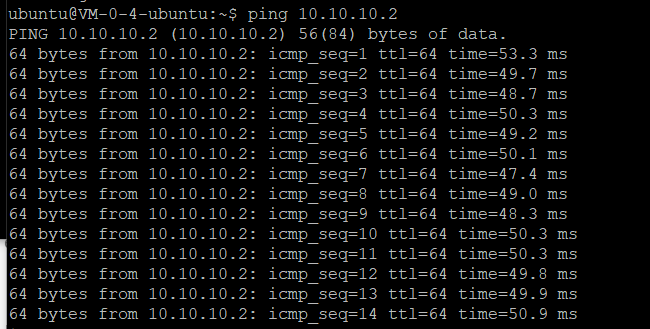 ubuntu@VM-0-4-ubuntu:~$ ping 10.10.10.2
PING 10.10.10.2 (10.10.10.2) 56(84) bytes of data.
64 bytes from 10.10.10.2: icmp_seq=1 ttl=64 time=53.3 ms
64 bytes from 10.10.10.2: icmp_seq=2 ttl=64 time=49.7 ms
64 bytes from 10.10.10.2: icmp_seq=3 ttl=64 time=48.7 ms
64 bytes from 10.10.10.2: icmp_seq=4 ttl=64 time=50.3 ms
64 bytes from 10.10.10.2: icmp_seq=5 ttl=64 time=49.2 ms
64 bytes from 10.10.10.2: icmp_seq=6 ttl=64 time=50.1 ms
64 bytes from 10.10.10.2: icmp_seq=7 ttl=64 time=47.4 ms
64 bytes from 10.10.10.2: icmp_seq=8 ttl=64 time=49.0 ms
64 bytes from 10.10.10.2: icmp_seq=9 ttl=64 time=48.3 ms
64 bytes from 10.10.10.2: icmp_seq=10 ttl=64 time=50.3 ms
64 bytes from 10.10.10.2: icmp_seq=11 ttl=64 time=50.3 ms
64 bytes from 10.10.10.2: icmp_seq=12 ttl=64 time=49.8 ms
64 bytes from 10.10.10.2: icmp_seq=13 ttl=64 time=49.9 ms
64 bytes from 10.10.10.2: icmp_seq=14 ttl=64 time=50.9 ms